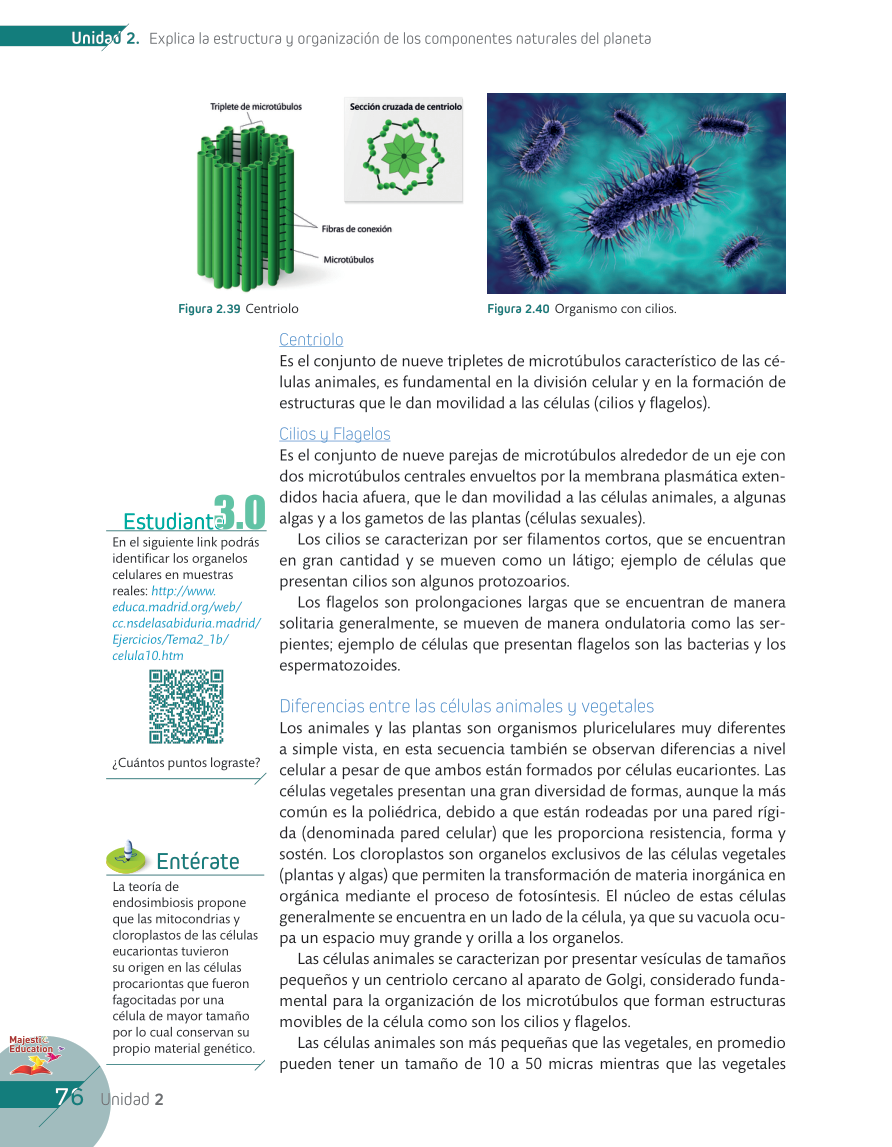 Unidad 2. Explica la estructura y organización de los componentes naturales del planeta
Triplete de microtúbulos
Sección cruzada de centriolo
Fibras de conexión
Microtúbulos
Figura 2.39 Centriolo
Figura 2.40 Organismo con cilios.
Centriolo
Es el conjunto de nueve tripletes de microtúbulos característico de las cé-
lulas animales, es fundamental en la división celular y en la formación de
estructuras que le dan movilidad a las células (cilios y flagelos).
Cilios y Flagelos
Es el conjunto de nueve parejas de microtúbulos alrededor de un eje con
dos microtúbulos centrales envueltos por la membrana plasmática exten-
didos hacia afuera, que le dan movilidad a las células animales, a algunas
algas y a los gametos de las plantas (células sexuales).
Los cilios se caracterizan por ser filamentos cortos, que se encuentran
en gran cantidad y se mueven como un látigo; ejemplo de células que
presentan cilios son algunos protozoarios.
Los flagelos son prolongaciones largas que se encuentran de manera
solitaria generalmente, se mueven de manera ondulatoria como las ser-
pientes; ejemplo de células que presentan flagelos son las bacterias y los
espermatozoides.
Diferencias entre las células animales y vegetales
Los animales y las plantas son organismos pluricelulares muy diferentes
a simple vista, en esta secuencia también se observan diferencias a nivel
celular a pesar de que ambos están formados por células eucariontes. Las
células vegetales presentan una gran diversidad de formas, aunque la más
común es la poliédrica, debido a que están rodeadas por una pared rígi-
da (denominada pared celular) que les proporciona resistencia, forma y
sostén. Los cloroplastos son organelos exclusivos de las células vegetales
(plantas y algas) que permiten la transformación de materia inorgánica en
orgánica mediante el proceso de fotosíntesis. El núcleo de estas células
generalmente se encuentra en un lado de la célula, ya que su vacuola ocu-
pa un espacio muy grande y orilla a los organelos.
Las células animales se caracterizan por presentar vesículas de tamaños
pequeños y un centriolo cercano al aparato de Golgi, considerado funda-
mental para la organización de los microtúbulos que forman estructuras
movibles de la célula como son los cilios y flagelos.
Las células animales son más pequeñas que las vegetales, en promedio
pueden tener un tamaño de 10 a 50 micras mientras que las vegetales
Estudiante3.0
En el siguiente link podrás
identificar los organelos
celulares en muestras
reales: http://www.
educa.madrid.org/web/
cc.nsdelasabiduria.madrid/
Ejercicios/Tema2_1b/
celula10.htm
¿Cuántos puntos lograste?
Entérate
La teoría de
endosimbiosis propone
que las mitocondrias y
cloroplastos de las células
eucariontas tuvieron
su origen en las células
procariontas que fueron
fagocitadas por una
célula de mayor tamaño
por lo cual conservan su
propio material genético.
Majestic
Education
76 Unidad 2